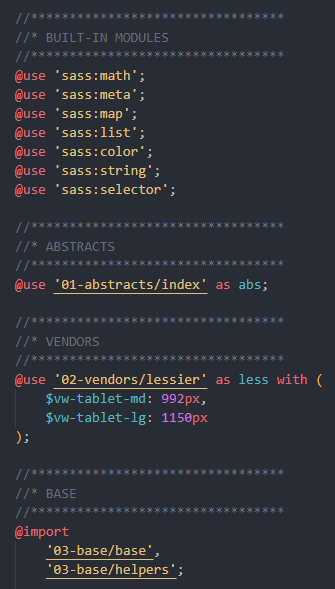 //*********************************
//* BUILT-IN MODULES
//*********************************
@use 'sass:math';
@use 'sass:meta';
@use 'sass:map';
@use 'sass:list';
@use 'sass:color';
@use 'sass:string';
@use 'sass:selector';

//*********************************
//* ABSTRACTS
//*********************************
@use '01-abstracts/index' as abs;

//*********************************
//* VENDORS
//*********************************
@use '02-vendors/lessier' as less with (
    $vw-tablet-md: 992px,
    $vw-tablet-lg: 1150px
);

//*********************************
//* BASE
//*********************************
@import
    '03-base/base',
    '03-base/helpers';